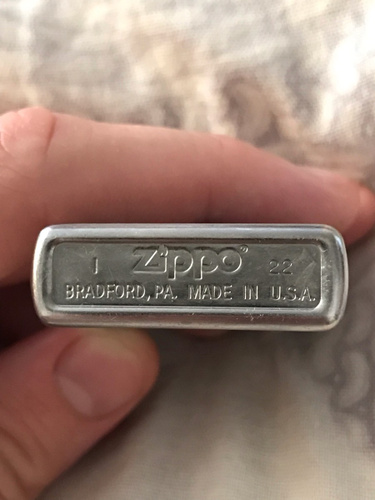 I Zippo® 22
BRADFORD, PA. MADE IN U.S.A.